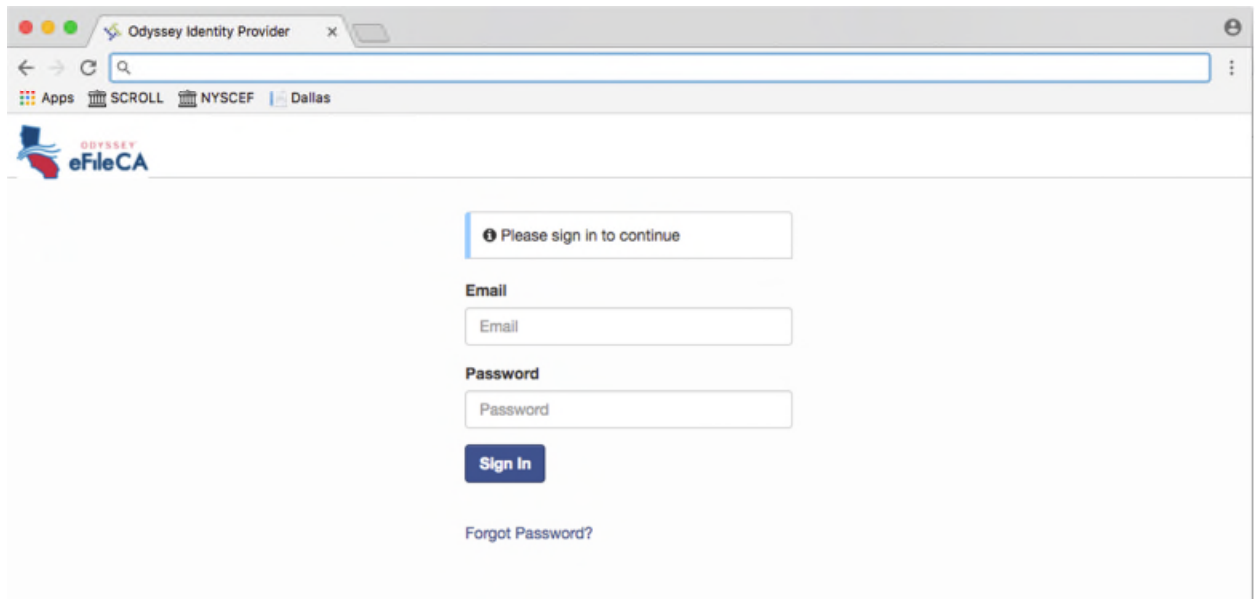 Odyssey Identity Provider
Apps SCROLL NYSCEF Dallas
ODYSSEY
eFileCA
Please sign in to continue
Email
Email
Password
Password
Sign In
Forgot Password?